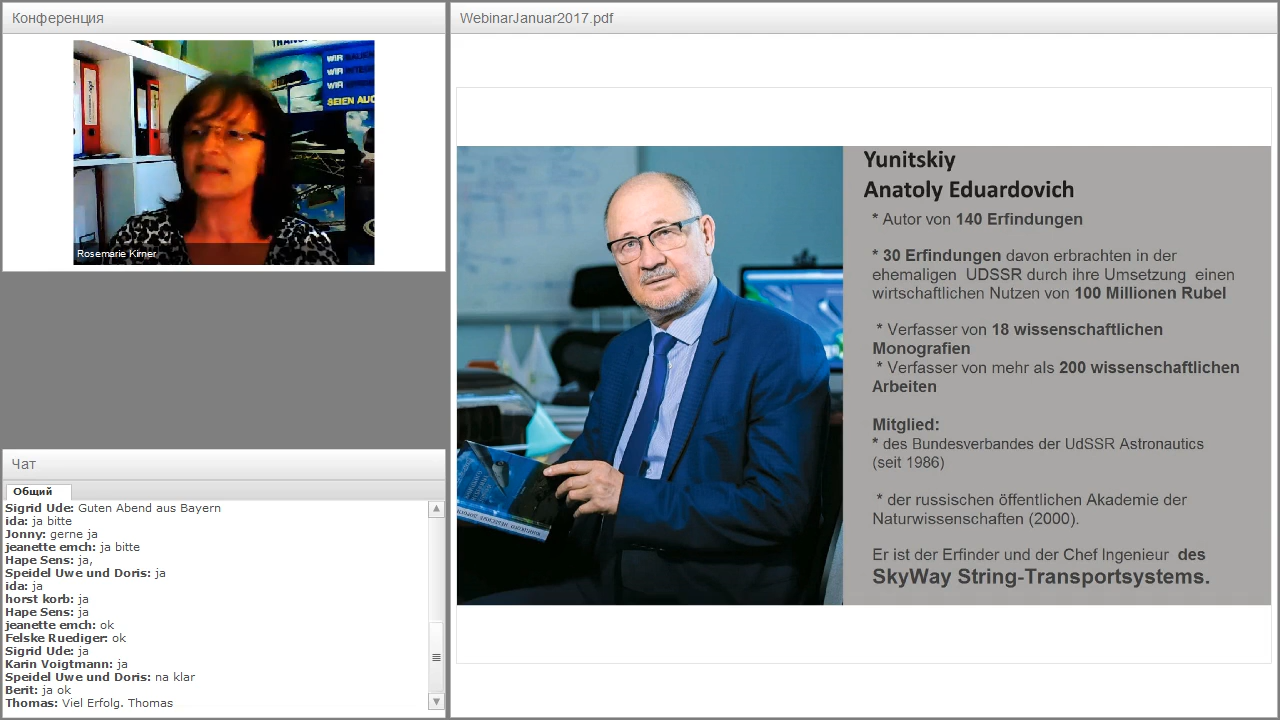 Конференция
WIR
WIR
WIR
SEIEN
Rosemarie Kirner
Чат
Общий
Sigrid Ude: Guten Abend aus Bayern
ida: ja bitte
Jonny: gerne ja
jeanette emch: ja bitte
Hape Sens: ja,
Speidel Uwe und Doris: ja
ida: ja
horst korb: ja
Hape Sens: ja
jeanette emch: ok
Felske Ruediger: ok
Sigrid Ude: ja
Karin Voigtmann: ja
Speidel Uwe und Doris: na klar
Berit: ja ok
Thomas: Viel Erfolg. Thomas
WebinarJanuar2017.pdf
Yunitskiy
Anatoly Eduardovich
* Autor von 140 Erfindungen
* 30 Erfindungen davon erbrachten in der
ehemaligen UDSSR durch ihre Umsetzung einen
wirtschaftlichen Nutzen von 100 Millionen Rubel
* Verfasser von 18 wissenschaftlichen
Monografien
* Verfasser von mehr als 200 wissenschaftlichen
Arbeiten
Mitglied:
* des Bundesverbandes der UdSSR Astronautics
(seit 1986)
* der russischen öffentlichen Akademie der
Naturwissenschaften (2000).
Er ist der Erfinder und der Chef Ingenieur des
SkyWay String-Transportsystems.